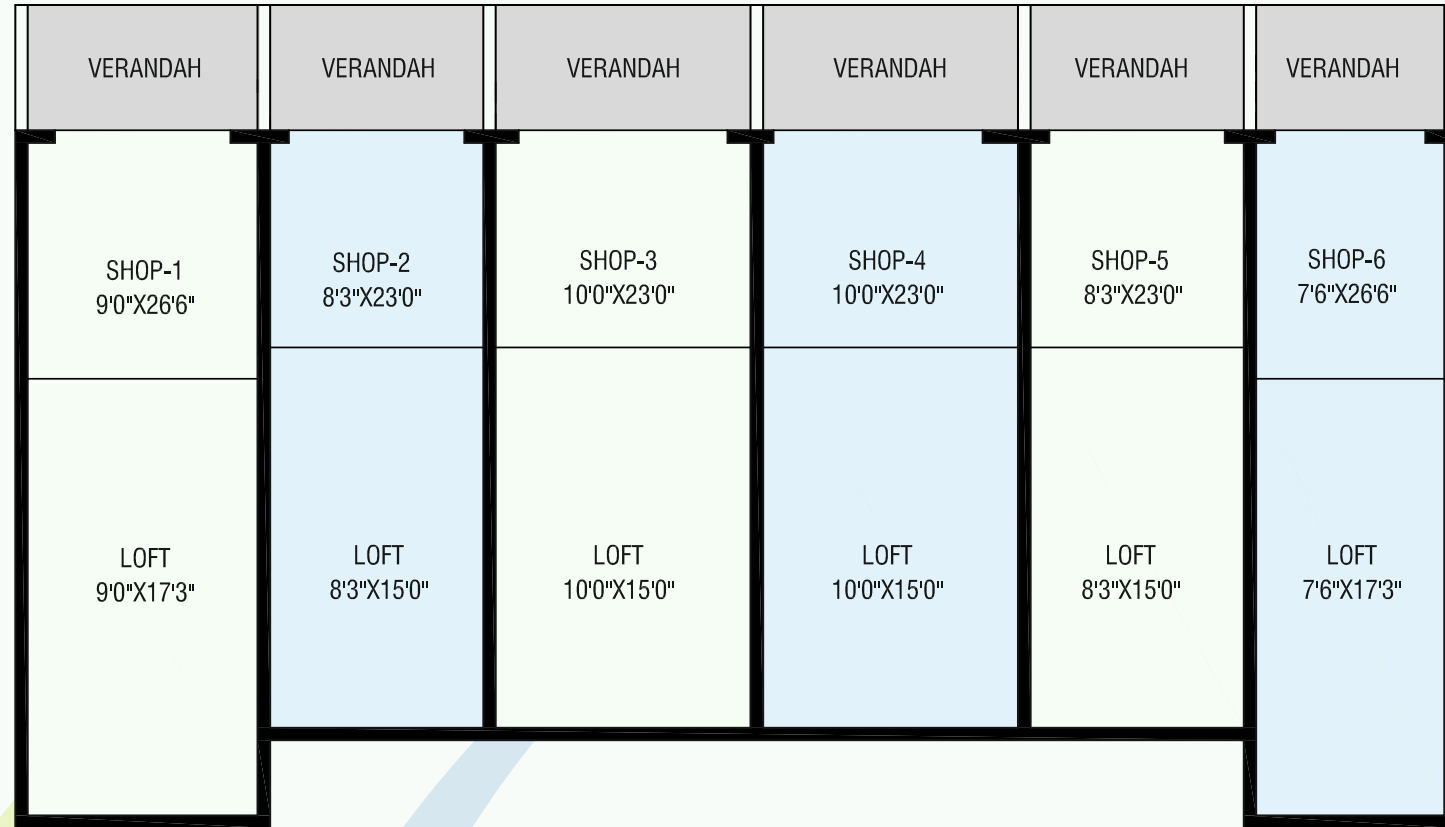 VERANDAH
VERANDAH
VERANDAH
VERANDAH
VERANDAH
VERANDAH
SHOP-1
9'0"X26'6"
SHOP-2
8'3"X23'0"
SHOP-3
10'0"X23'0"
SHOP-4
10'0"X23'0"
SHOP-5
8'3"X23'0"
SHOP-6
7'6"X26'6"
LOFT
9'0"X17'3"
LOFT
8'3"X15'0"
LOFT
10'0"X15'0"
LOFT
10'0"X15'0"
LOFT
8'3"X15'0"
LOFT
7'6"X17'3"